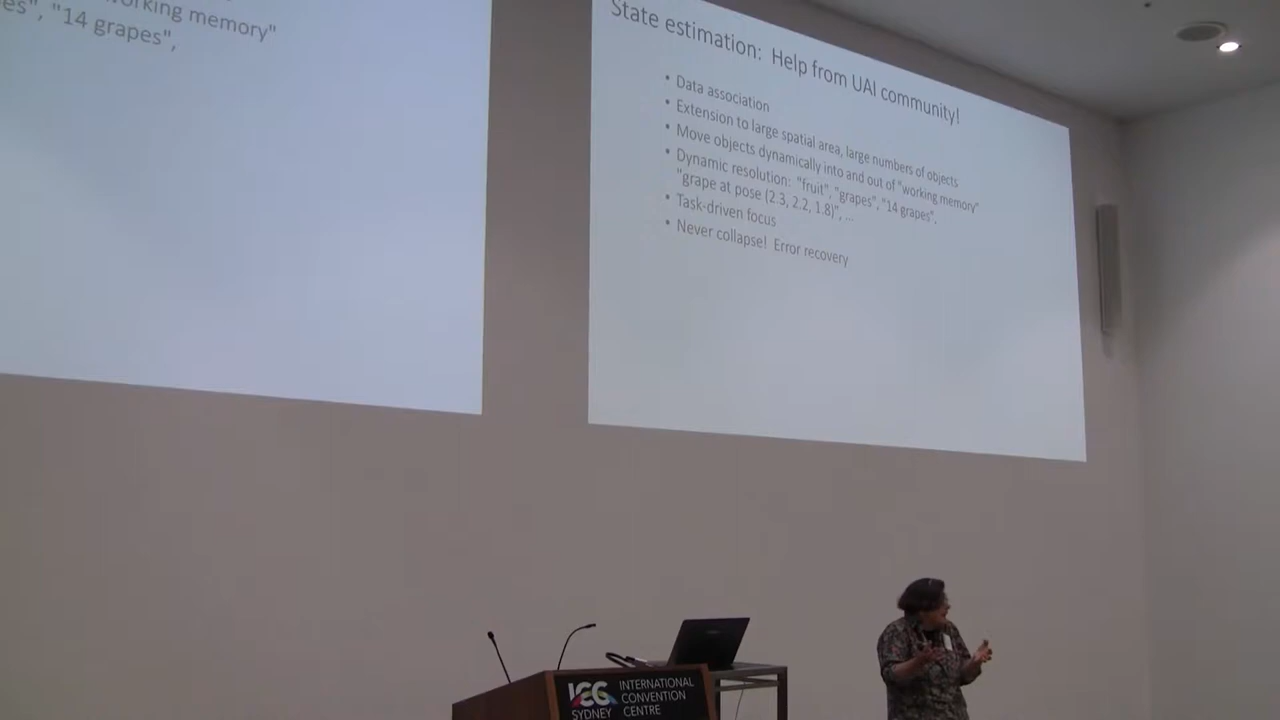 working memory"
"14 grapes",
State estimation: Help from UAI community!
• Data association
• Extension to large spatial area, large numbers of objects
• Move objects dynamically into and out of "working memory"
• Dynamic resolution: "fruit", "grapes", "14 grapes",
"grape at pose (2.3, 2.2, 1.8)", ...
• Task-driven focus
• Never collapse! Error recovery
ICC
SYDNEY
INTERNATIONAL
CONVENTION
CENTRE